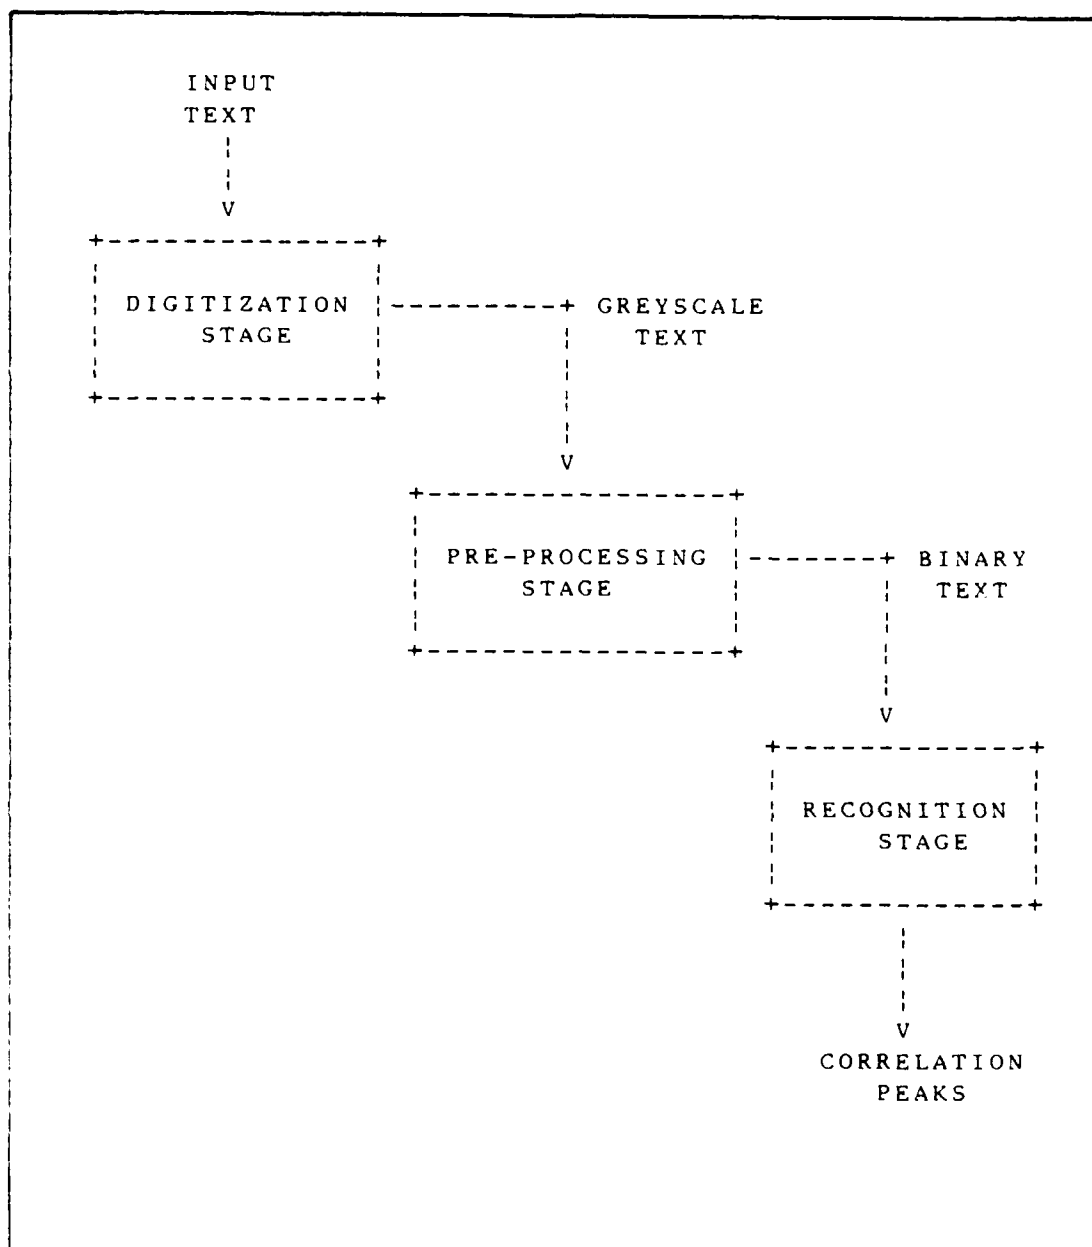 INPUT
TEXT
V
DIGITIZATION
STAGE
GREYSCALE
TEXT
V
PRE-PROCESSING
STAGE
BINARY
TEXT
V
RECOGNITION
STAGE
V
CORRELATION
PEAKS